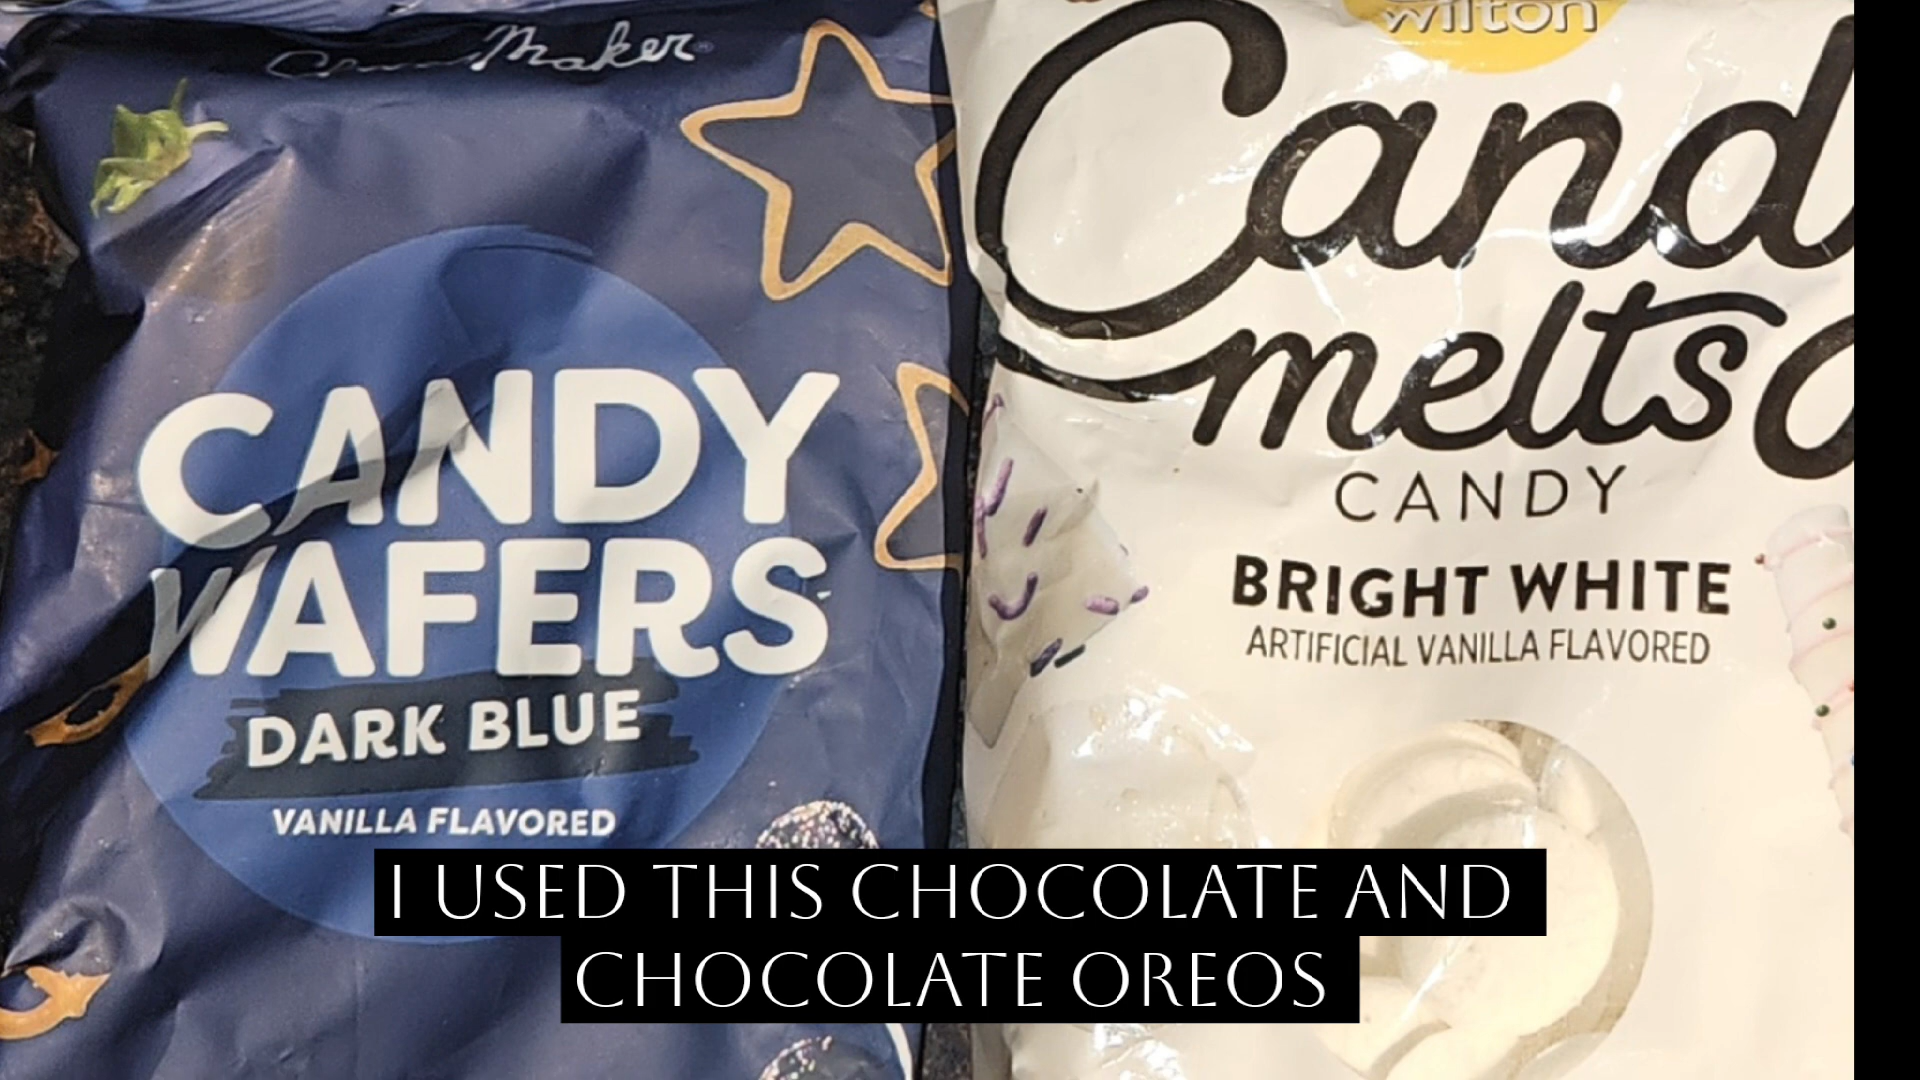 Maker
CANDY
WAFERS
DARK BLUE
VANILLA FLAVORED
wilton
Cand
melts
CANDY
BRIGHT WHITE
ARTIFICIAL VANILLA FLAVORED
I USED THIS CHOCOLATE AND
CHOCOLATE OREOS